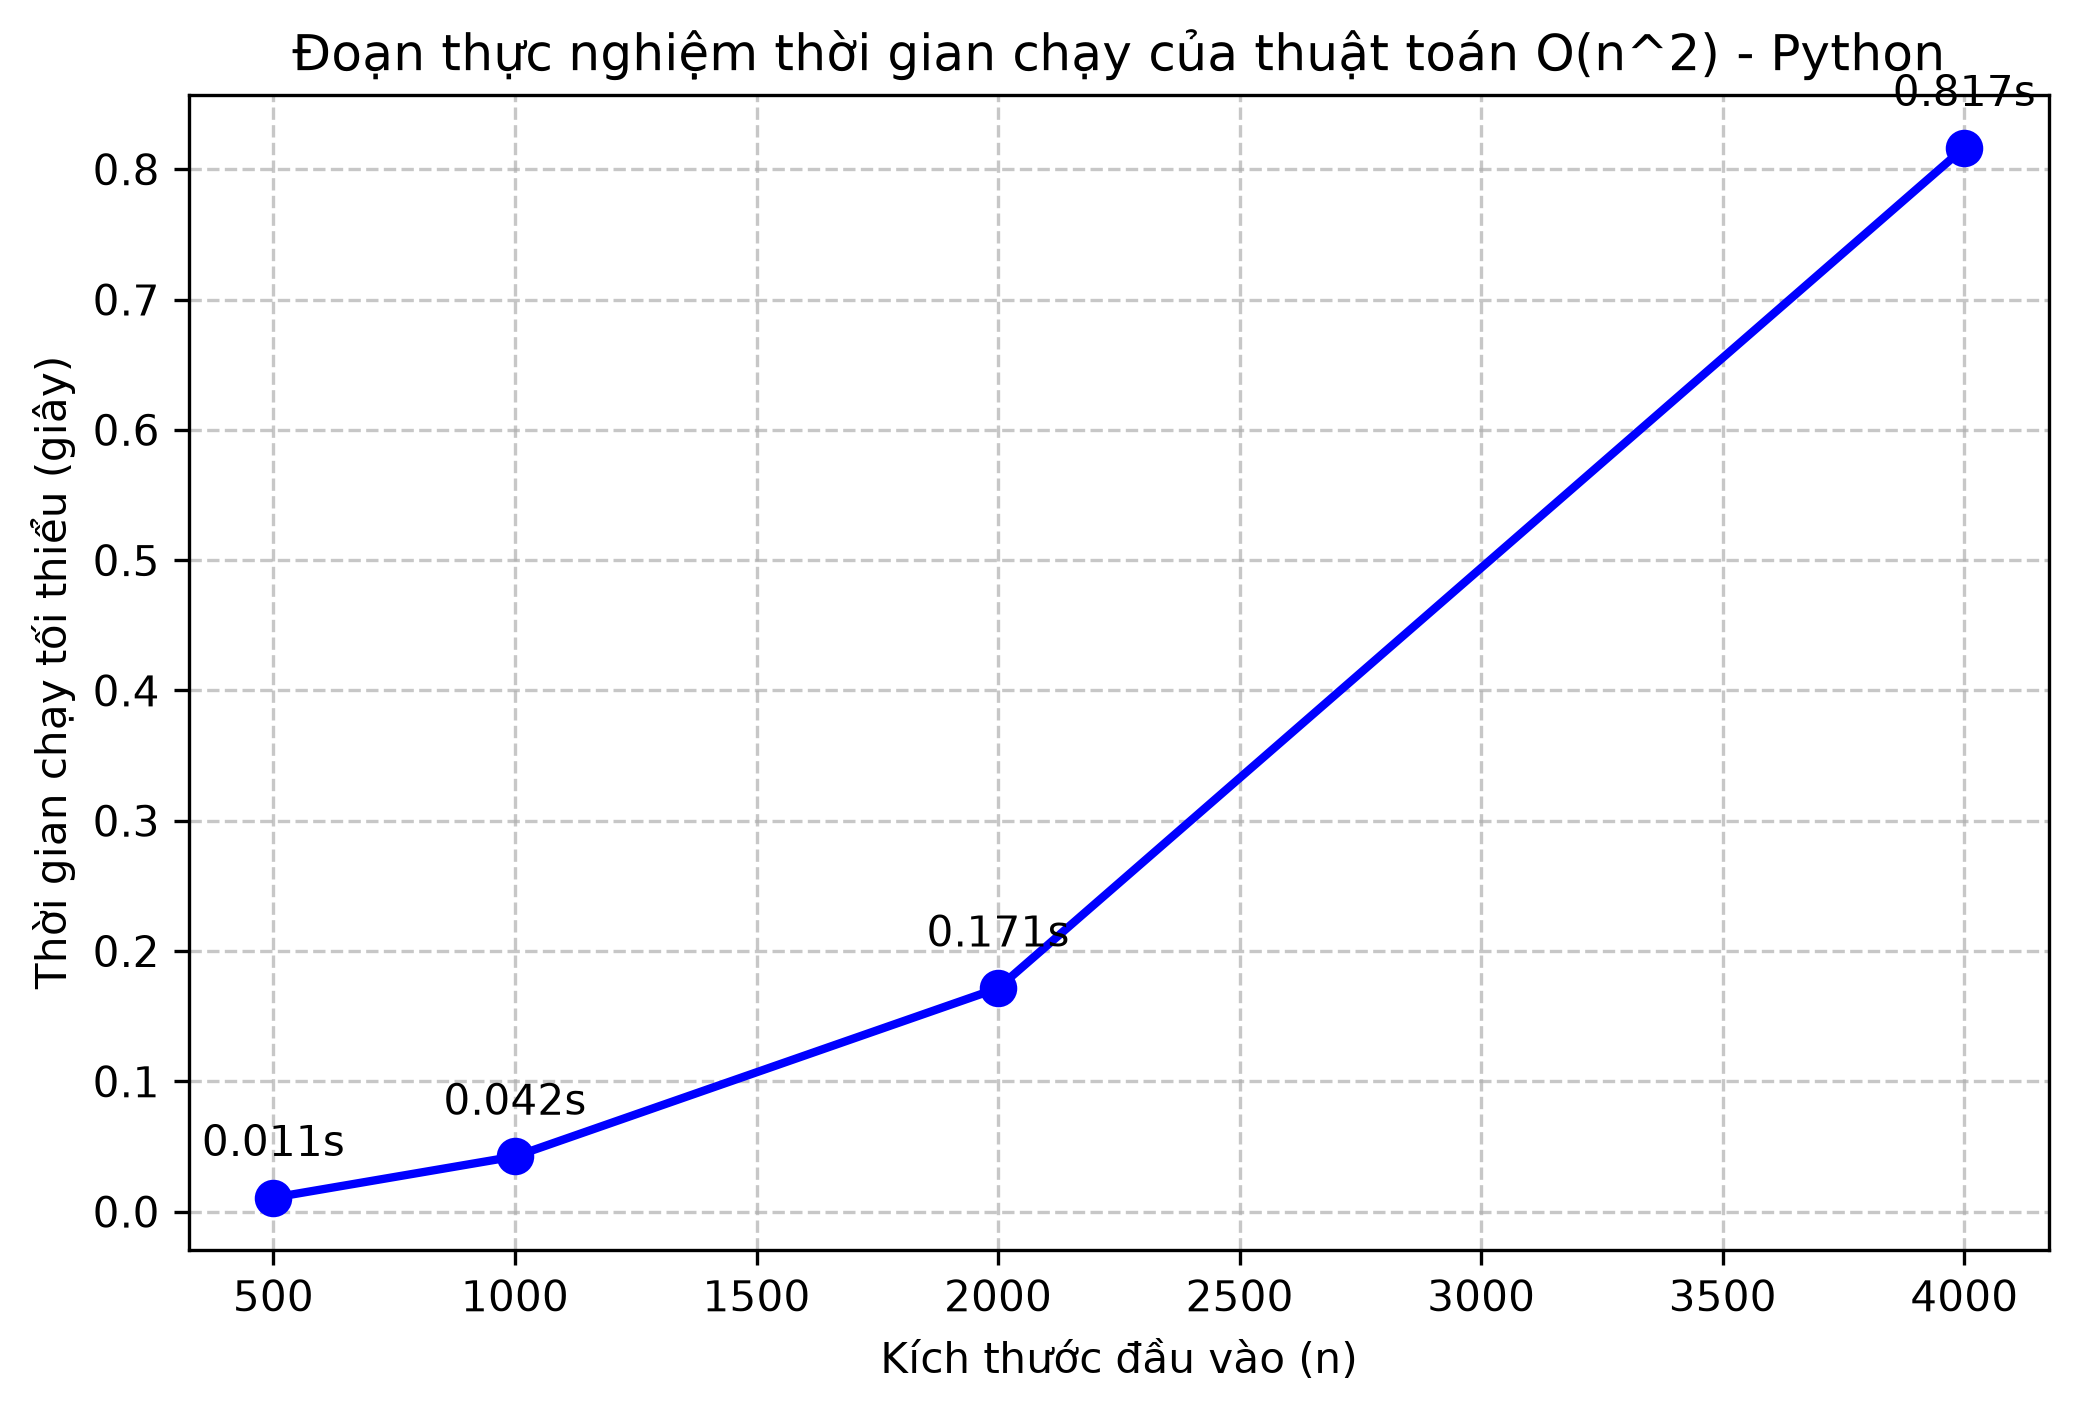 Đoạn thực nghiệm thời gian chạy của thuật toán O(n^2) - Python
0.817s
0.8
0.7
0.6
0.5
0.4
0.3
0.2
0.1
0.0
Thời gian chạy tối thiểu (giây)
0.171s
0.042s
0.011s
500 1000 1500 2000 2500 3000 3500 4000
Kích thước đầu vào (n)